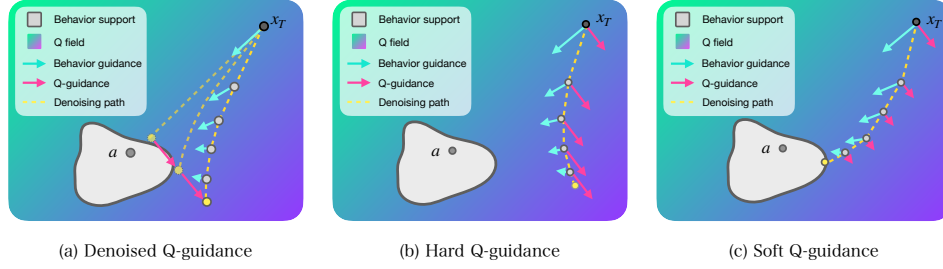 Behavior support
Q field
Behavior guidance
Q-guidance
Denoising path
x_T
a
(a) Denoised Q-guidance
Behavior support
Q field
Behavior guidance
Q-guidance
Denoising path
x_T
a
(b) Hard Q-guidance
Behavior support
Q field
Behavior guidance
Q-guidance
Denoising path
x_T
a
(c) Soft Q-guidance